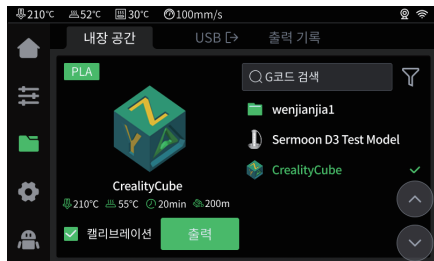 210°C 52°C 30°C 100mm/s
내장 공간 USB 출력 기록
PLA
G코드 검색
wenjianjia1
Sermoon D3 Test Model
CrealityCube
CrealityCube
210°C 55°C 20min 200m
캘리브레이션 출력